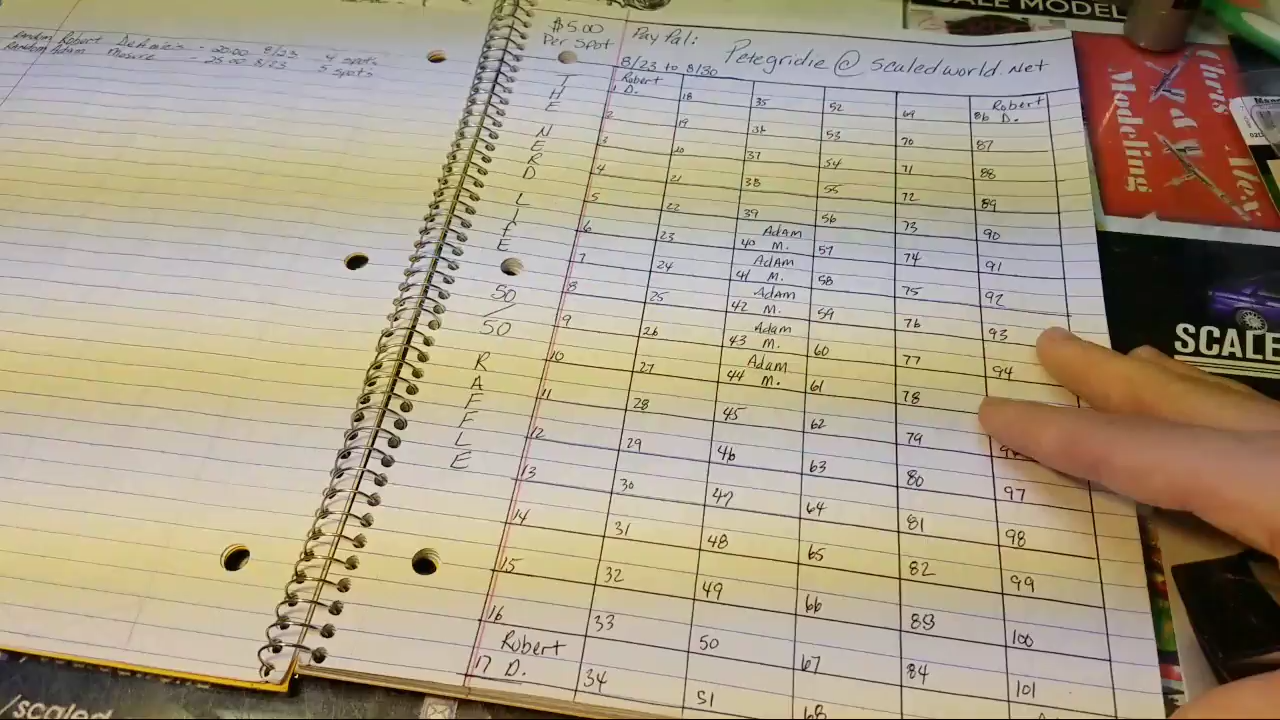 Random Robert - 20.00 8/23 4 spots
Random Adam - 25.00 8/23 5 spots
$5.00
Per Spot
PayPal:
Petegridie@scaledworld.net
8/23 to 8/30
THE NERD LIFE 50/50 RAFFLE
Robert
1 D. 18 35 52 69 86 Robert D.
2 19 36 53 70 87
3 20 37 54 71 88
4 21 38 55 72 89
5 22 39 56 73 90
6 23 40 Adam M. 57 74 91
7 24 41 Adam M. 58 75 92
8 25 42 Adam M. 59 76 93
9 26 43 Adam M. 60 77 94
10 27 44 Adam M. 61 78
11 28 45 62 79
12 29 46 63 80 97
13 30 47 64 81 98
14 31 48 65 82 99
15 32 49 66 83 100
16 33 50 67 84 101
17 Robert D. 34 51 68
SCALE MODEL
Chris
Alex
Modeling
SCALE
/scaled